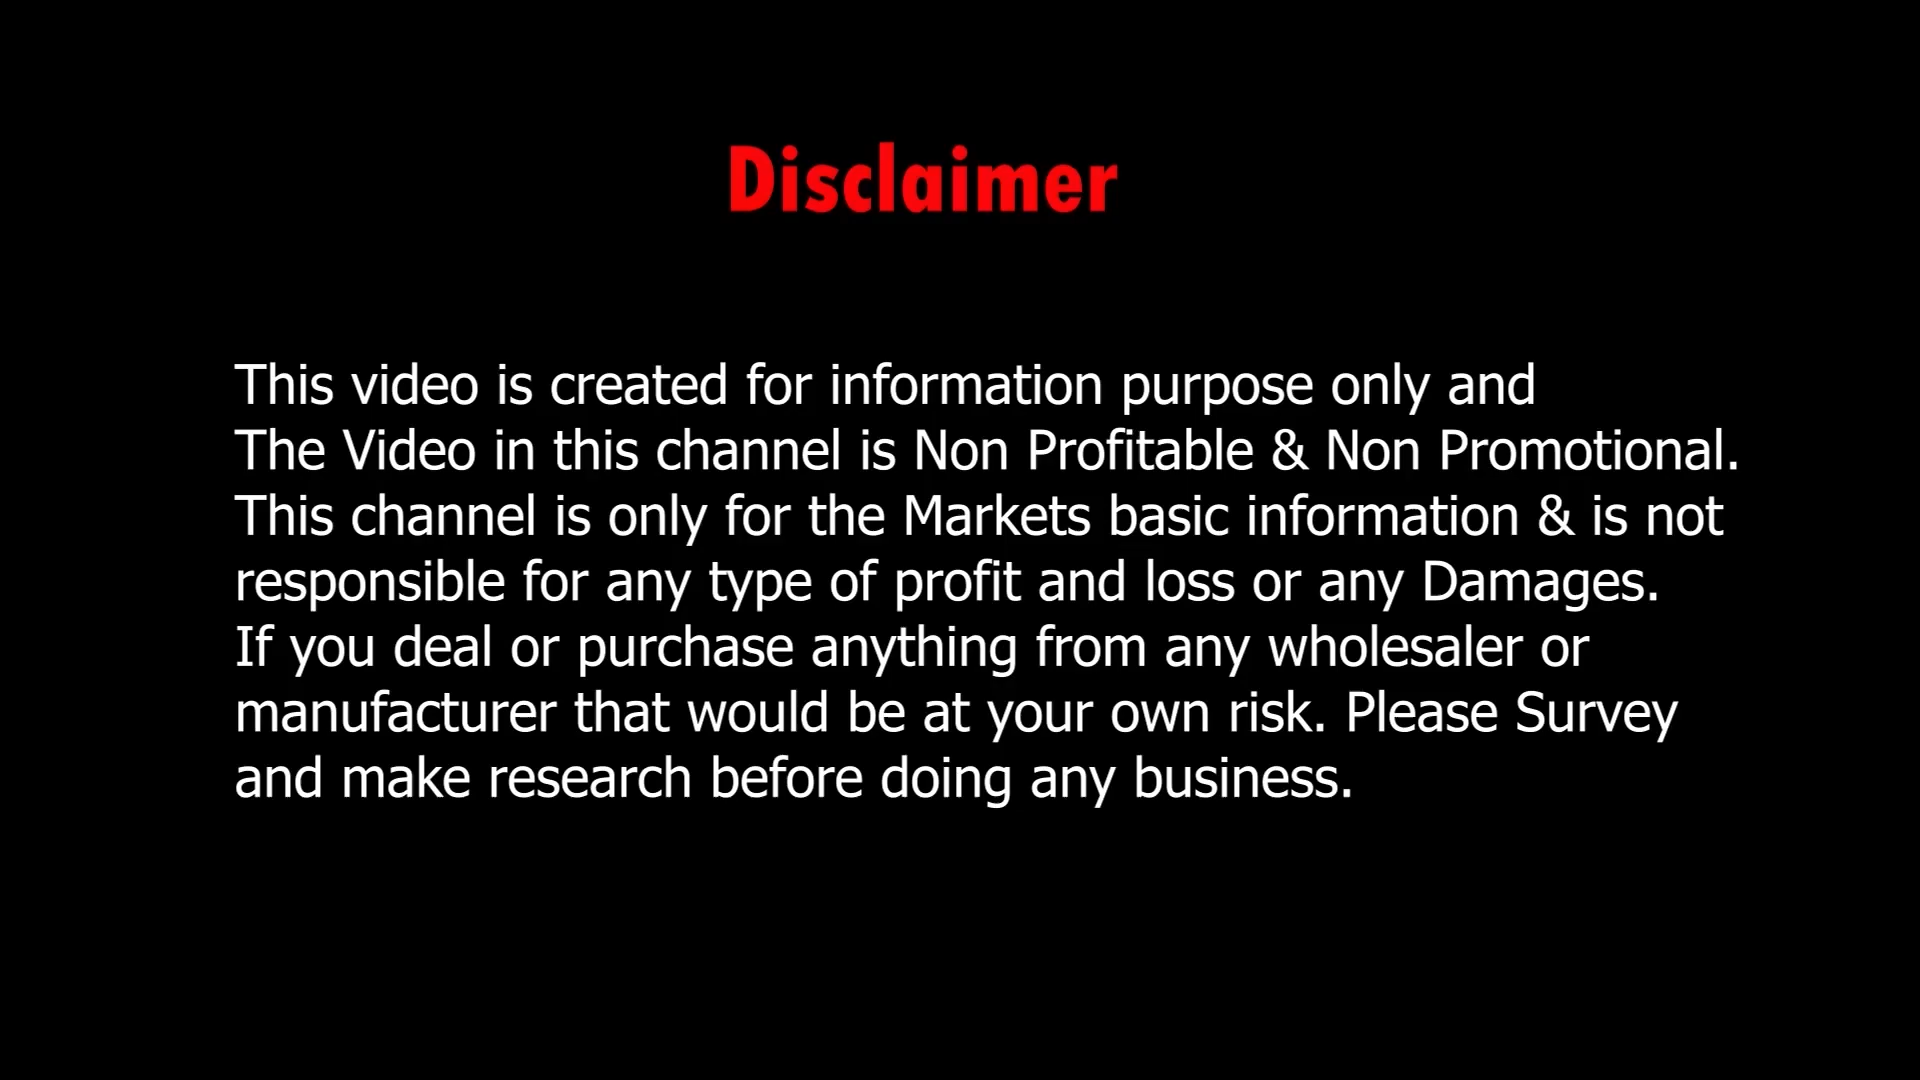 Disclaimer
This video is created for information purpose only and
The Video in this channel is Non Profitable & Non Promotional.
This channel is only for the Markets basic information & is not
responsible for any type of profit and loss or any Damages.
If you deal or purchase anything from any wholesaler or
manufacturer that would be at your own risk. Please Survey
and make research before doing any business.